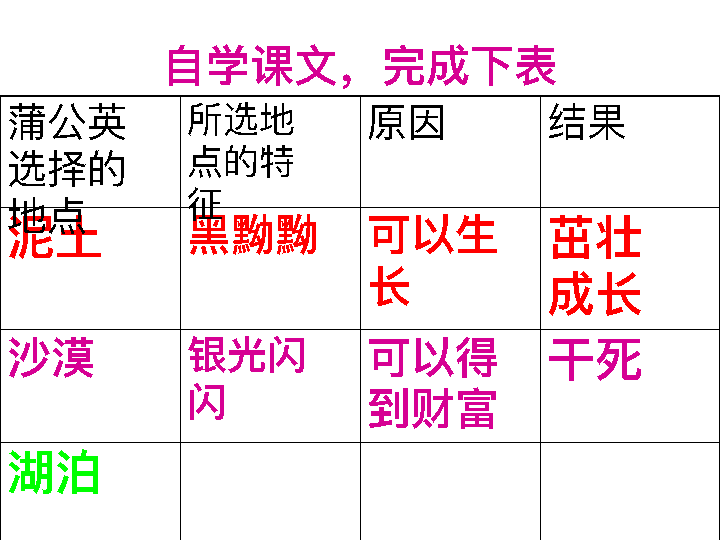 自学课文，完成下表
蒲公英
选择的
地点
所选地
点的特
征
原因
结果
泥土
黑黝黝
可以生
长
茁壮
成长
沙漠
银光闪
闪
可以得
到财富
干死
湖泊